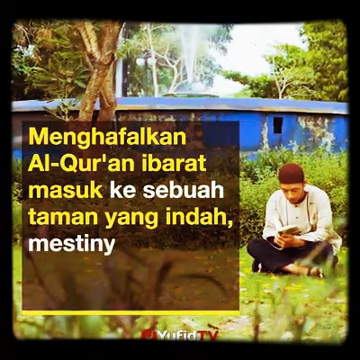 Menghafalkan
Al-Qur'an ibarat
masuk ke sebuah
taman yang indah,
mestiny
YufidTV